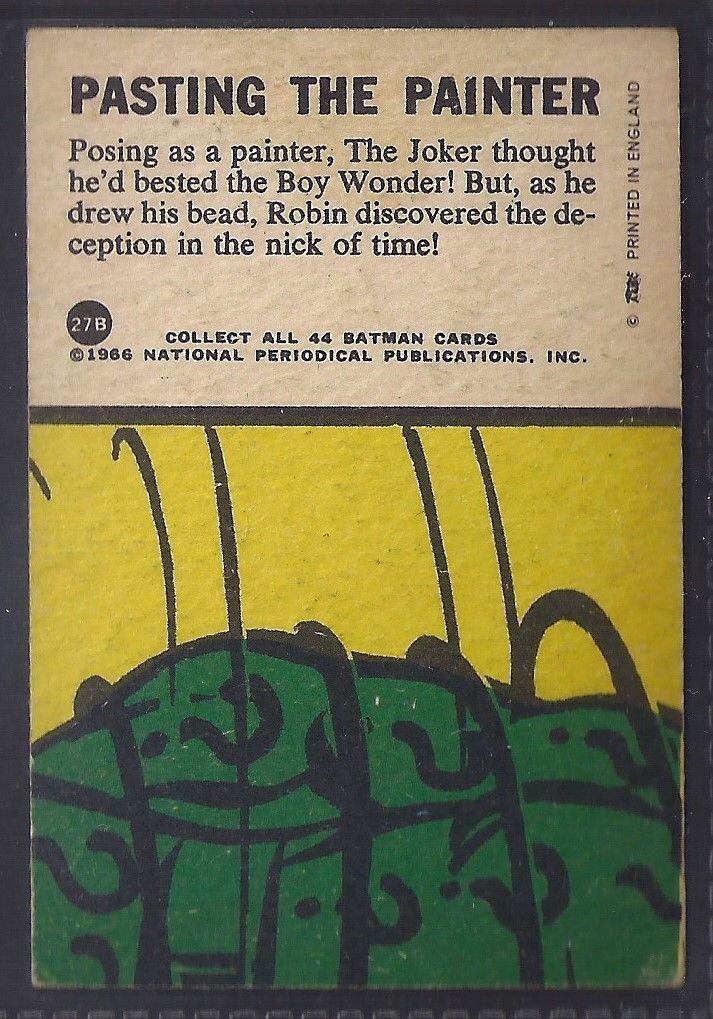 PASTING THE PAINTER
Posing as a painter, The Joker thought
he'd bested the Boy Wonder! But, as he
drew his bead, Robin discovered the de-
ception in the nick of time!
27B
COLLECT ALL 44 BATMAN CARDS
©1966 NATIONAL PERIODICAL PUBLICATIONS, INC.
© PRINTED IN ENGLAND